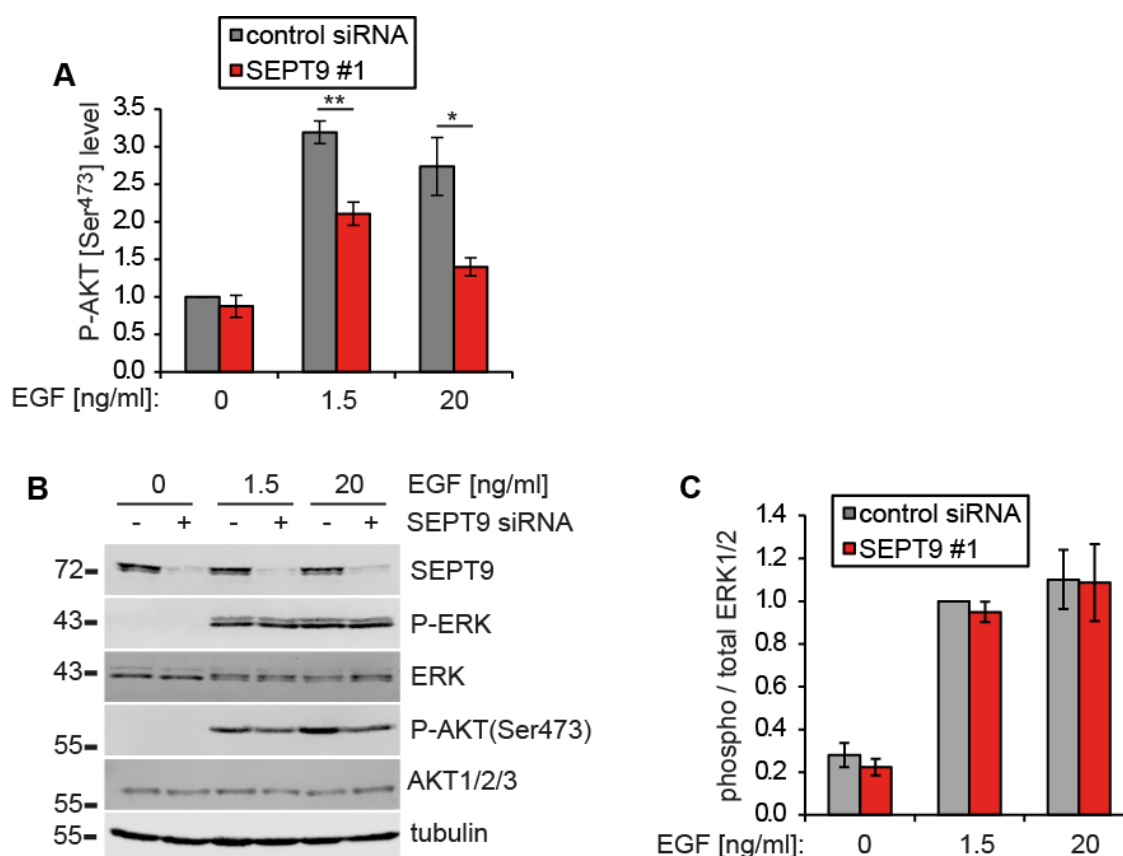 control siRNA
SEPT9 #1
A
P-AKT [Ser473] level
3.5
3.0
2.5
2.0
1.5
1.0
0.5
0.0
**
*
EGF [ng/ml]: 0 1.5 20
B
0 1.5 20 EGF [ng/ml]
- + - + - + SEPT9 siRNA
72 SEPT9
43 P-ERK
43 ERK
55 P-AKT(Ser473)
55 AKT1/2/3
55 tubulin
C
control siRNA
SEPT9 #1
phospho / total ERK1/2
1.4
1.2
1.0
0.8
0.6
0.4
0.2
0.0
EGF [ng/ml]: 0 1.5 20